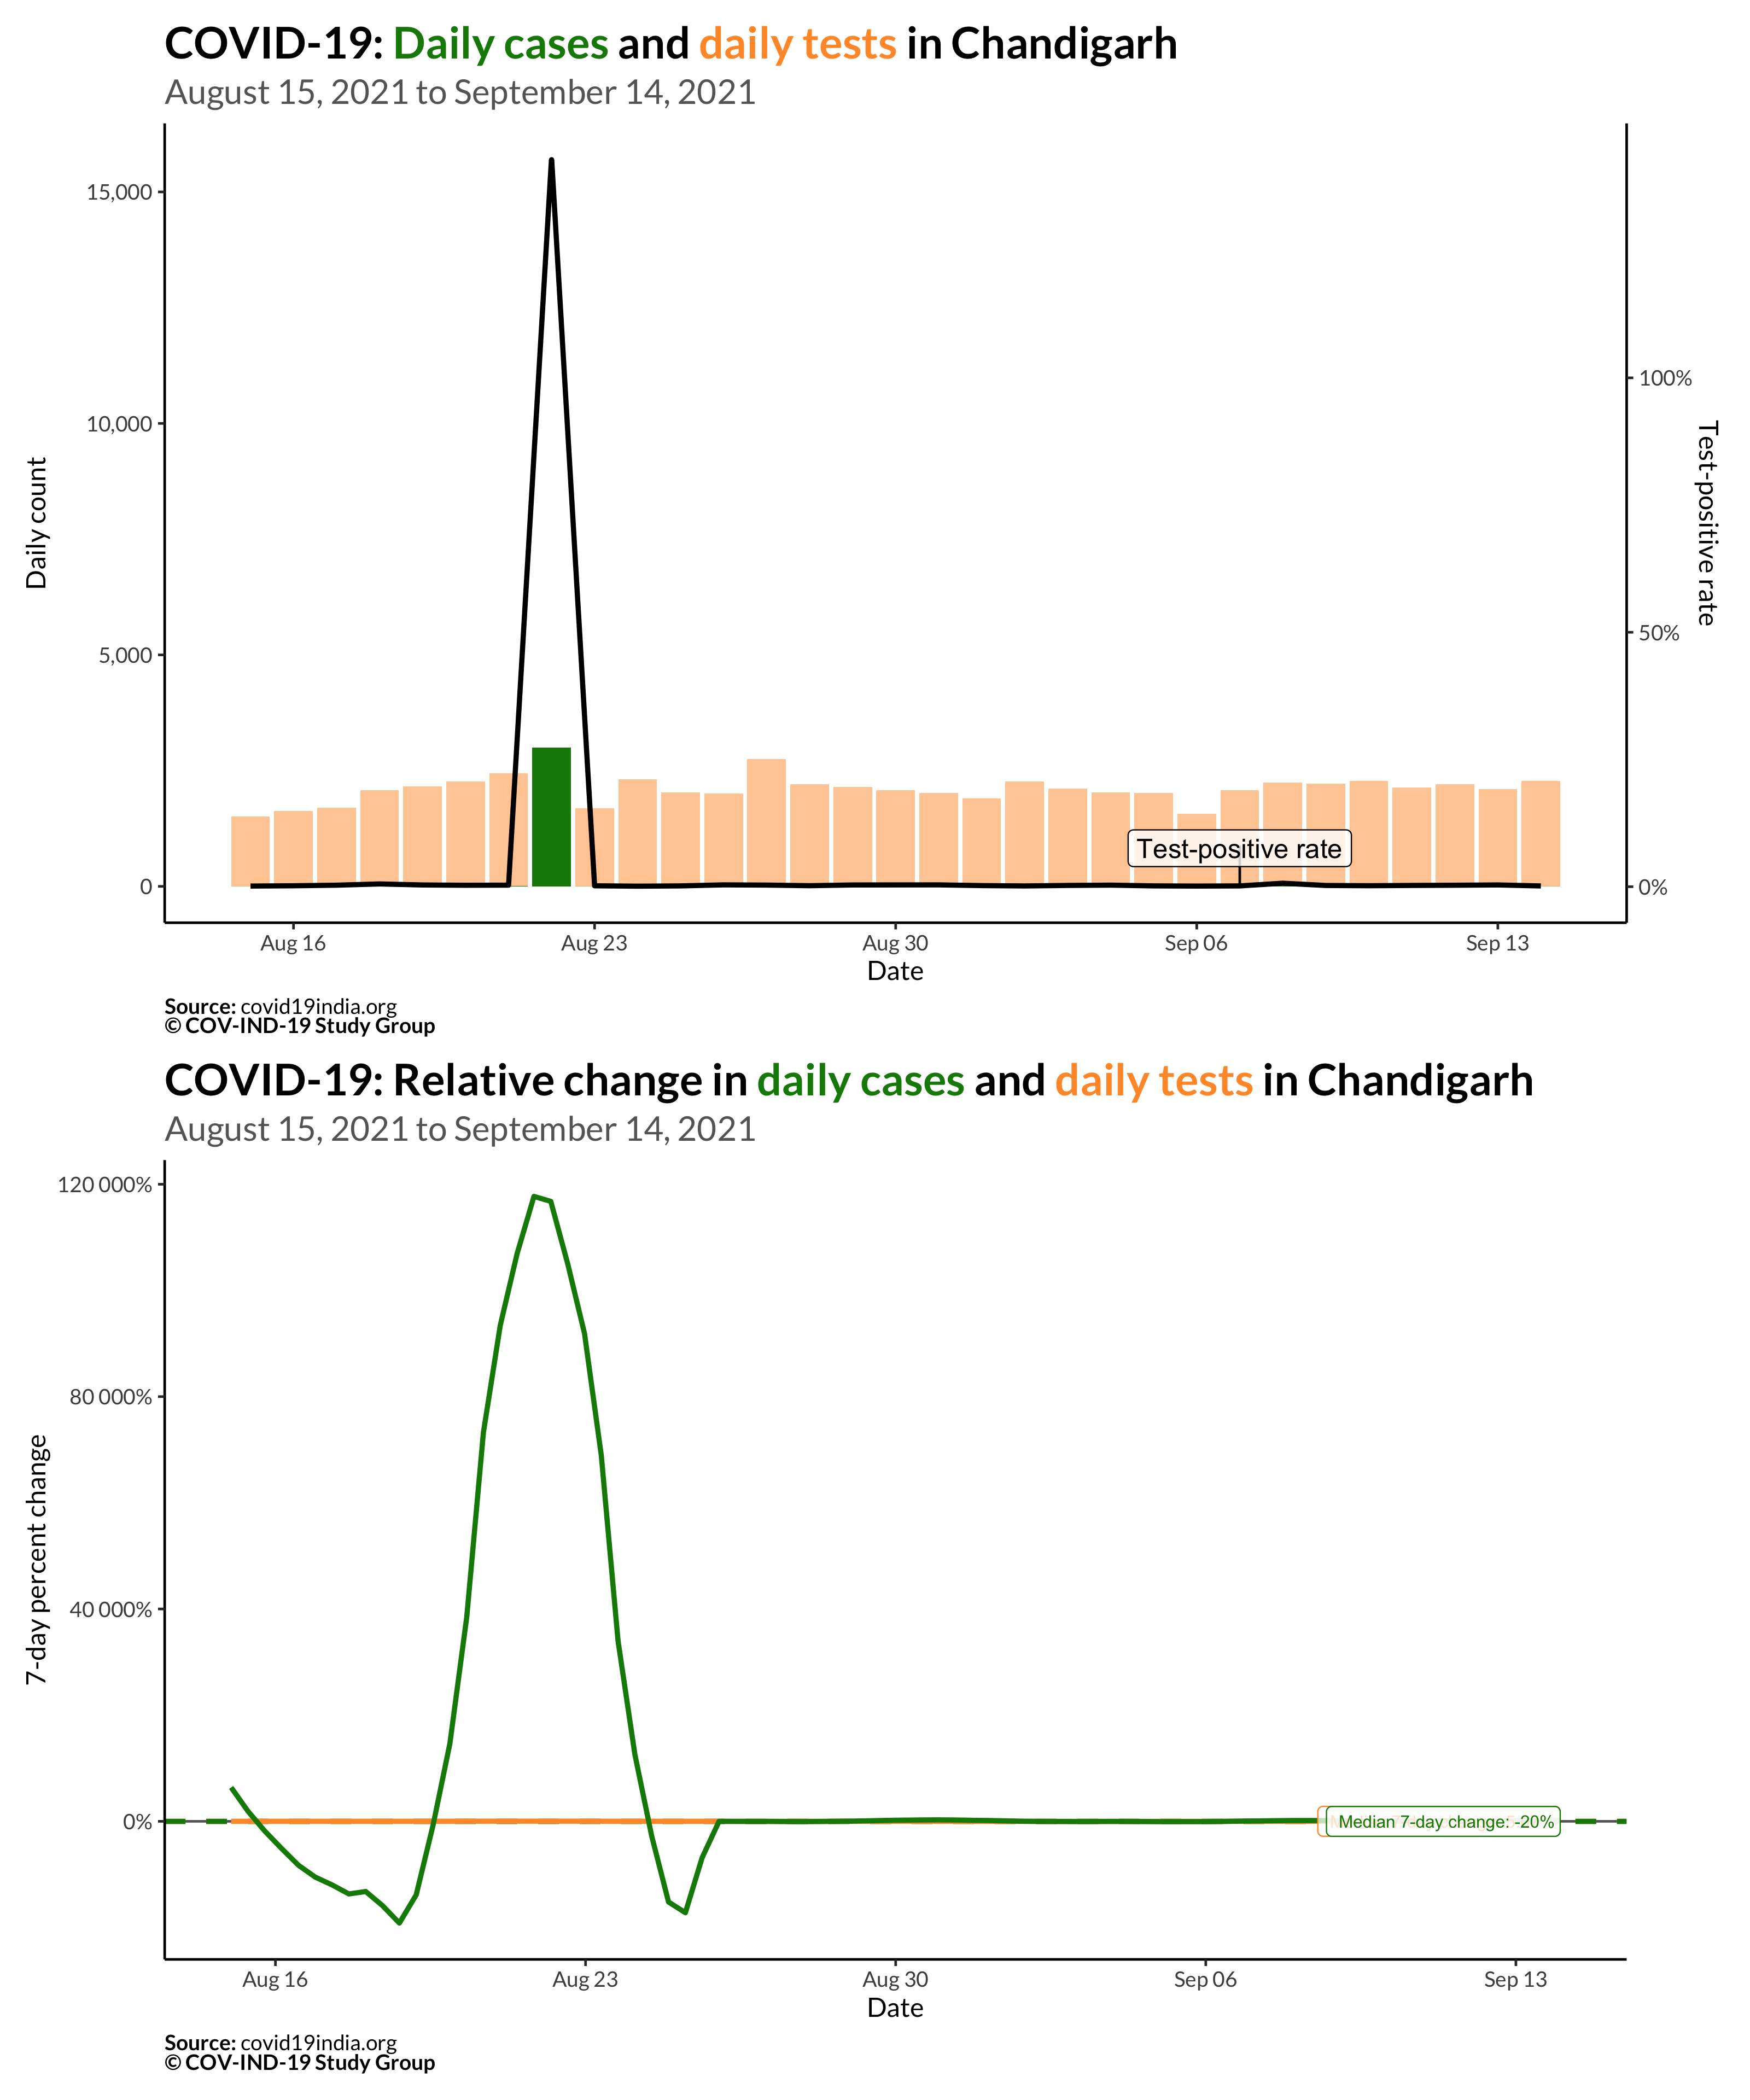 COVID-19: Daily cases and daily tests in Chandigarh
August 15, 2021 to September 14, 2021
15,000
10,000
5,000
0
Daily count
100%
50%
0%
Test-positive rate
Test-positive rate
Aug 16
Aug 23
Aug 30
Sep 06
Sep 13
Date
Source: covid19india.org
© COV-IND-19 Study Group
COVID-19: Relative change in daily cases and daily tests in Chandigarh
August 15, 2021 to September 14, 2021
120 000%
80 000%
40 000%
0%
7-day percent change
Median 7-day change: -20%
Aug 16
Aug 23
Aug 30
Sep 06
Sep 13
Date
Source: covid19india.org
© COV-IND-19 Study Group